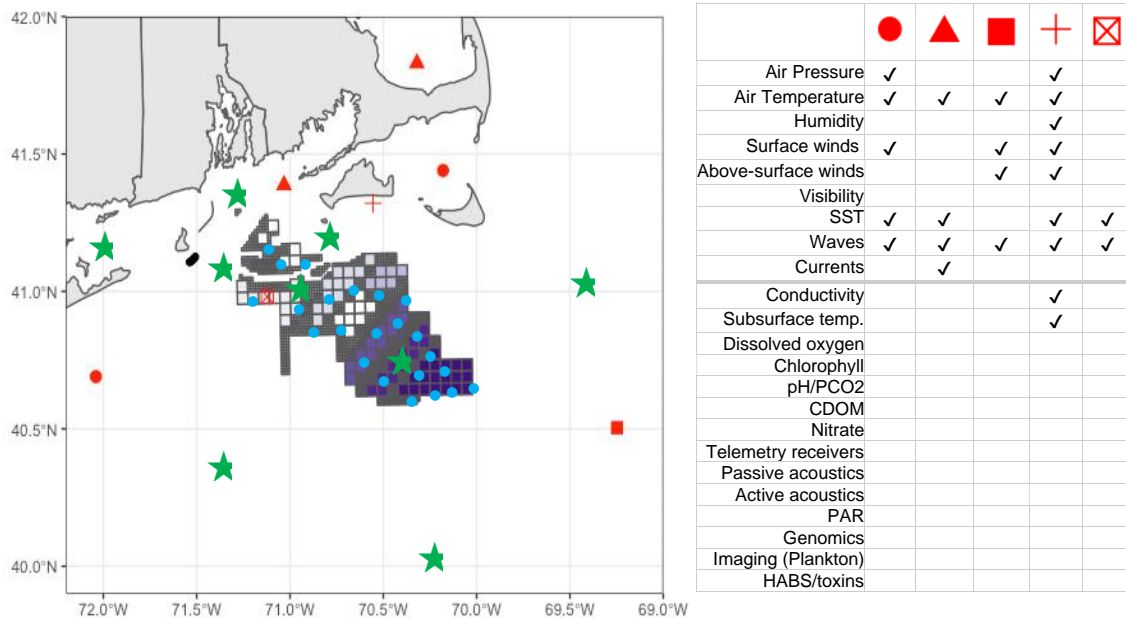 42.0°N
41.5°N
41.0°N
40.5°N
40.0°N
72.0°W 71.5°W 71.0°W 70.5°W 70.0°W 69.5°W 69.0°W
Air Pressure ✓ ✓
Air Temperature ✓ ✓ ✓ ✓
Humidity ✓
Surface winds ✓ ✓ ✓
Above-surface winds ✓ ✓
Visibility
SST ✓ ✓ ✓ ✓
Waves ✓ ✓ ✓ ✓ ✓
Currents ✓
Conductivity ✓
Subsurface temp. ✓
Dissolved oxygen
Chlorophyll
pH/PCO2
CDOM
Nitrate
Telemetry receivers
Passive acoustics
Active acoustics
PAR
Genomics
Imaging (Plankton)
HABS/toxins